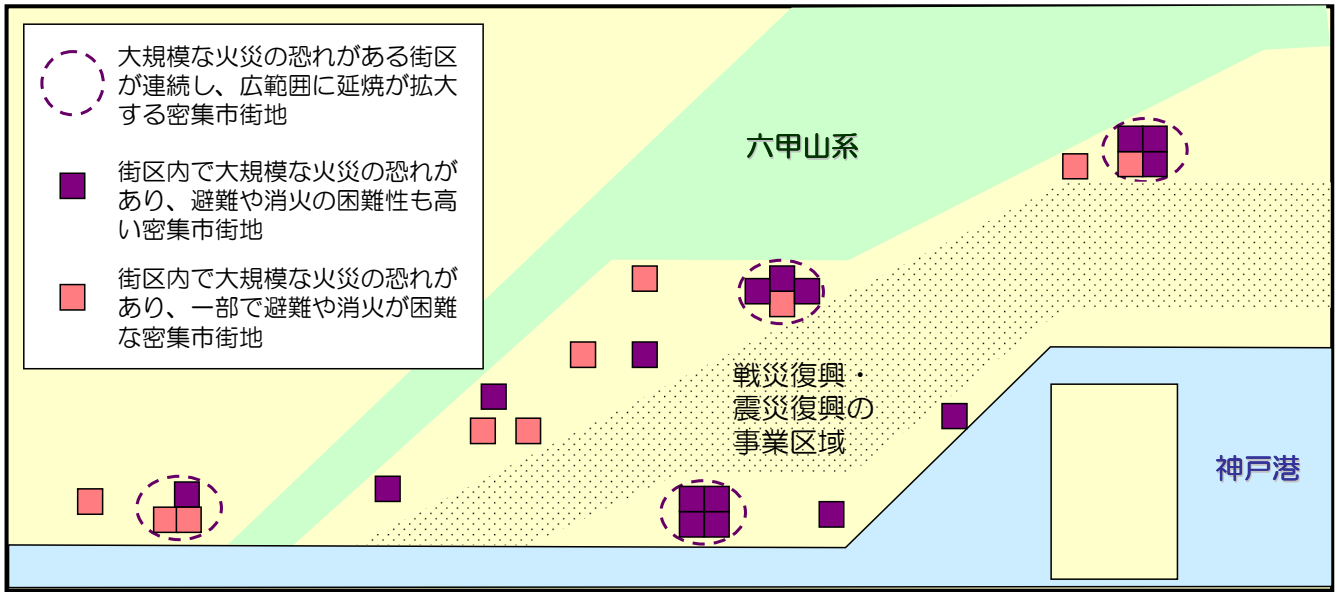 大規模な火災の恐れがある街区
が連続し、広範囲に延焼が拡大
する密集市街地
街区内で大規模な火災の恐れが
あり、避難や消火の困難性も高
い密集市街地
街区内で大規模な火災の恐れが
あり、一部で避難や消火が困難
な密集市街地
六甲山系
戦災復興・
震災復興の
事業区域
神戸港